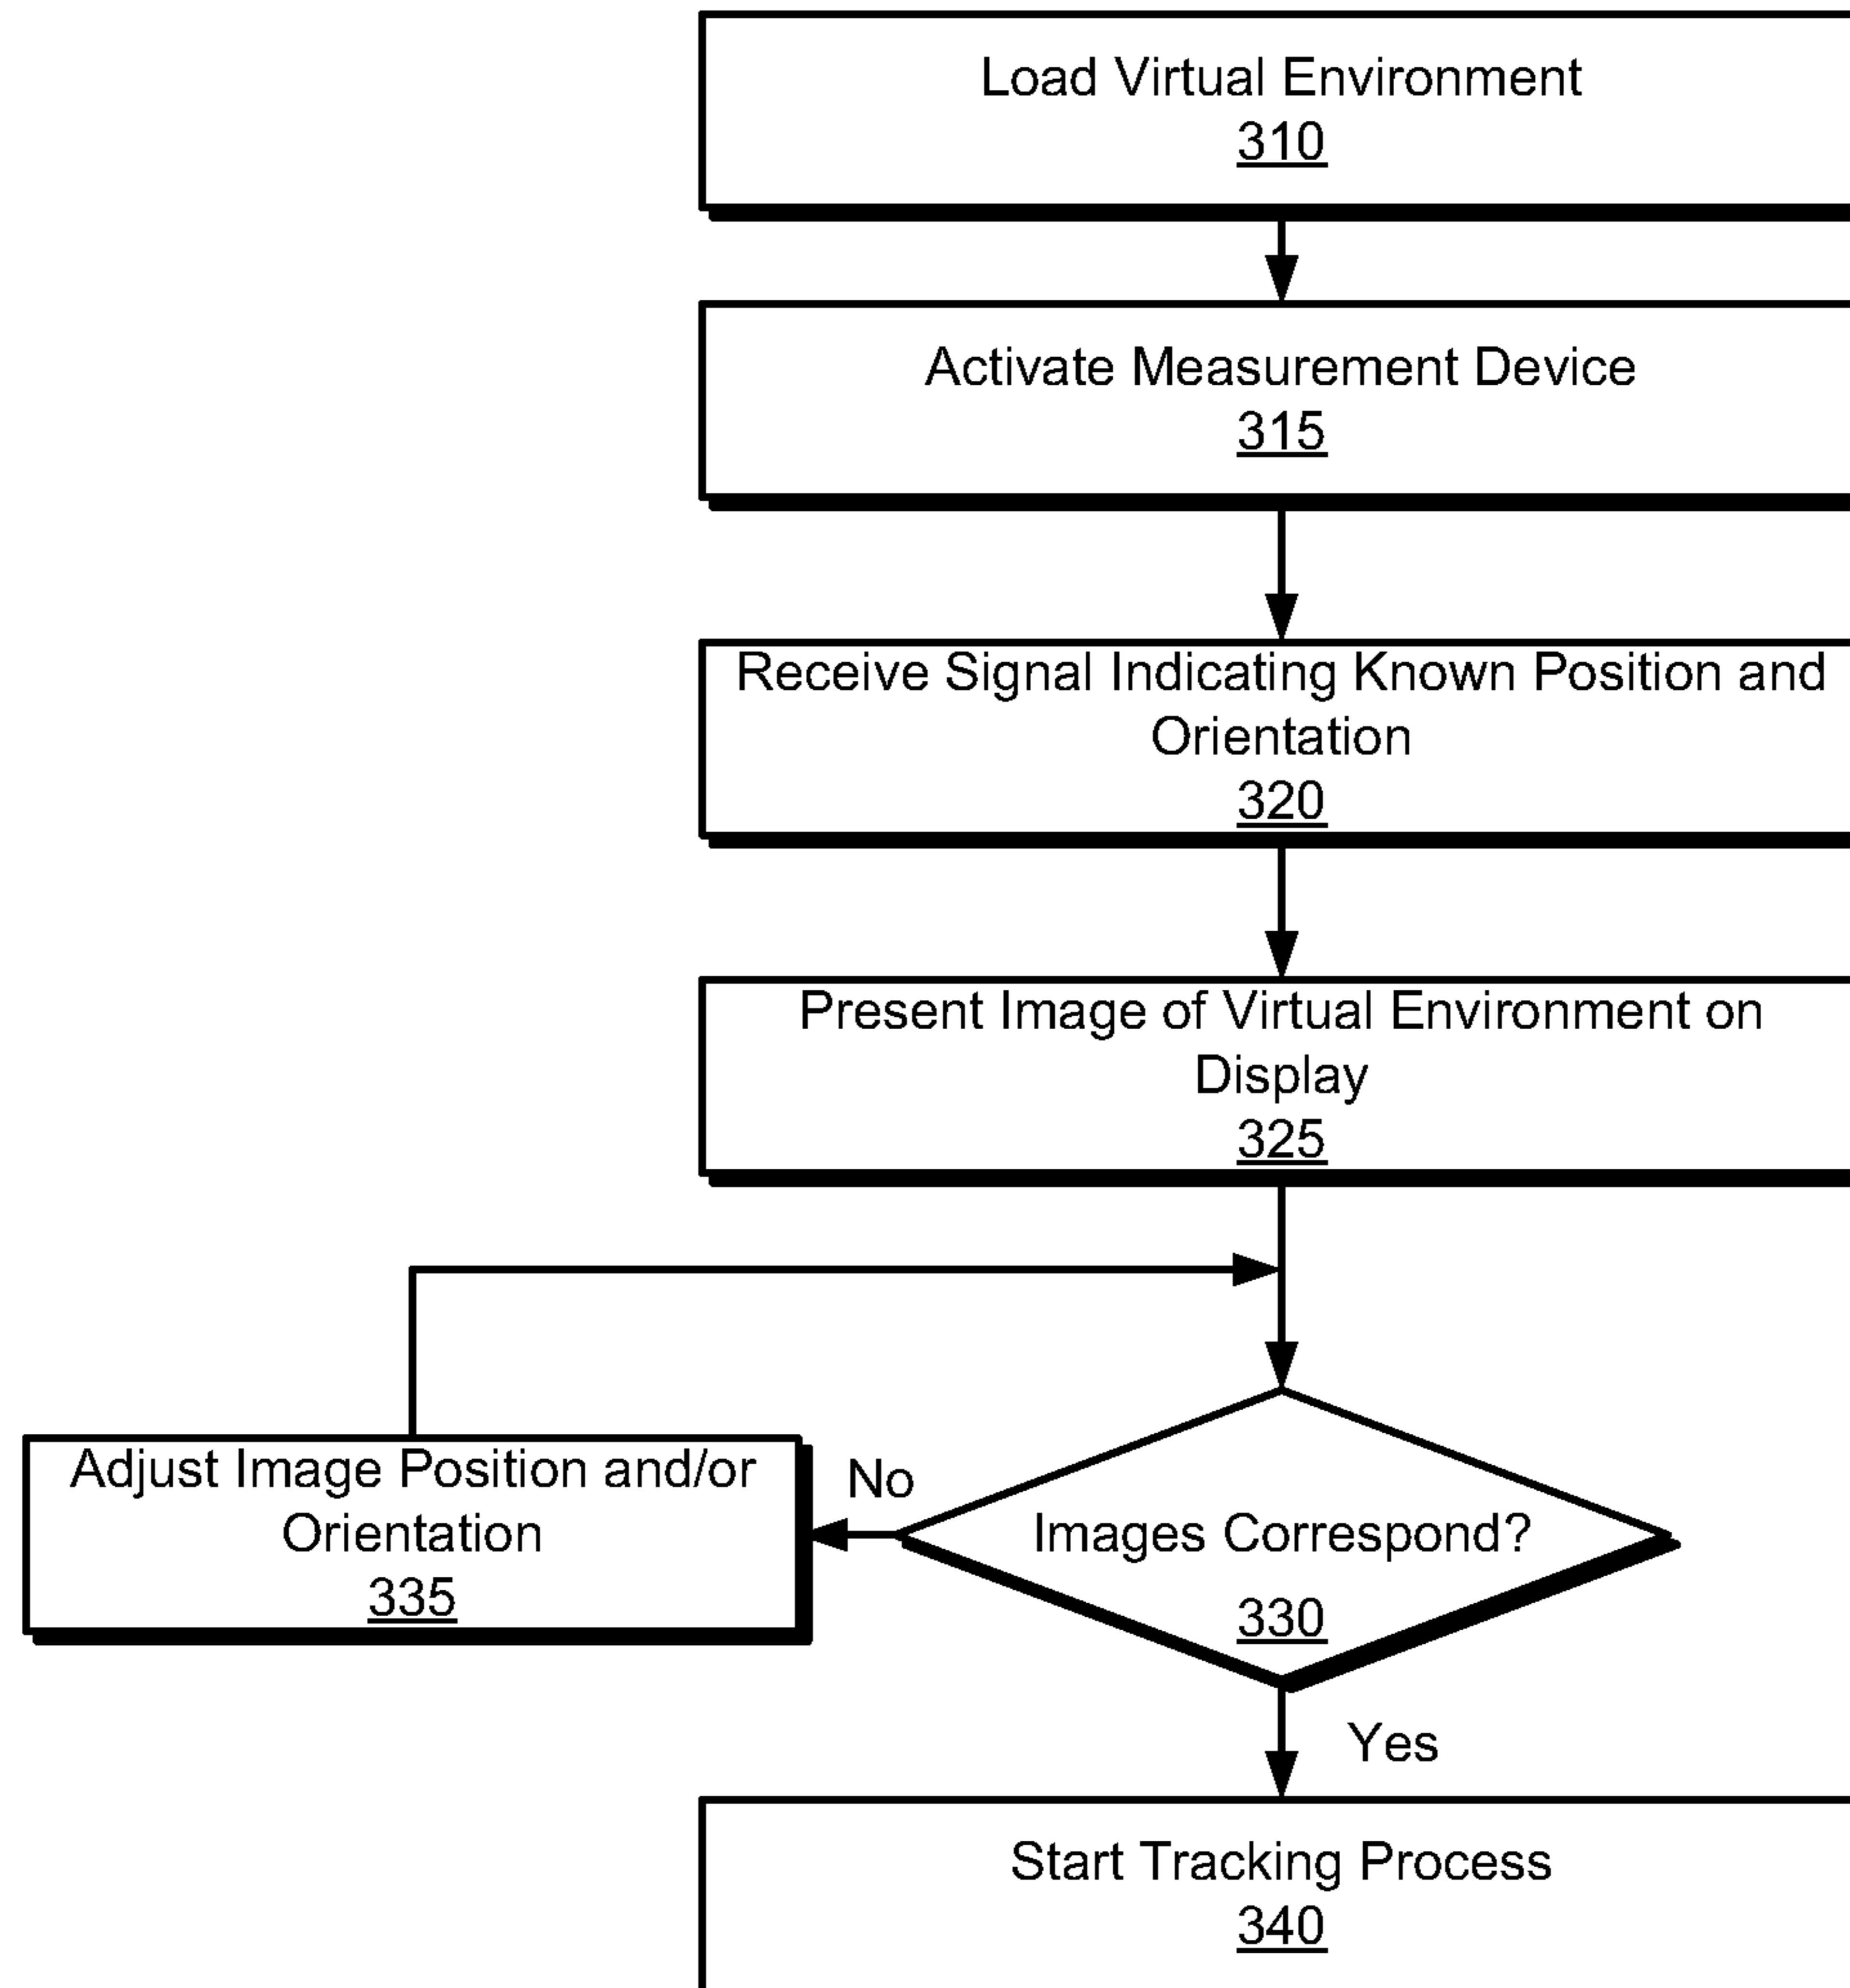 Load Virtual Environment
310
Activate Measurement Device
315
Receive Signal Indicating Known Position and
Orientation
320
Present Image of Virtual Environment on
Display
325
Adjust Image Position and/or
Orientation
335
No
Images Correspond?
330
Yes
Start Tracking Process
340